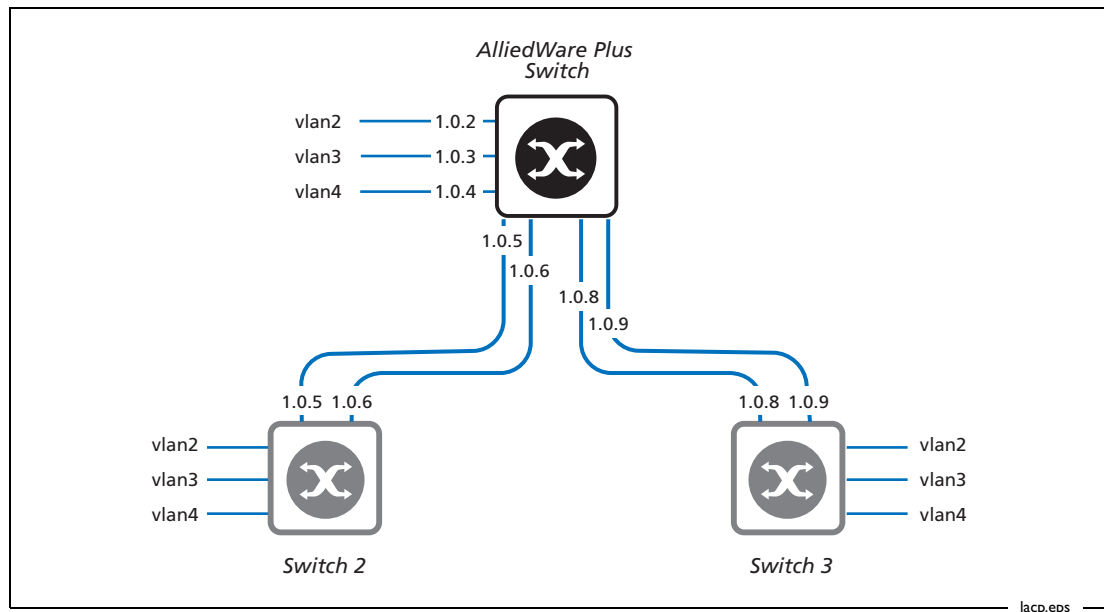 AlliedWare Plus
Switch
vlan2
1.0.2
vlan3
1.0.3
vlan4
1.0.4
1.0.5
1.0.6
1.0.8
1.0.9
1.0.5
1.0.6
1.0.8
1.0.9
vlan2
vlan3
vlan4
vlan2
vlan3
vlan4
Switch 2
Switch 3
lacp.eps